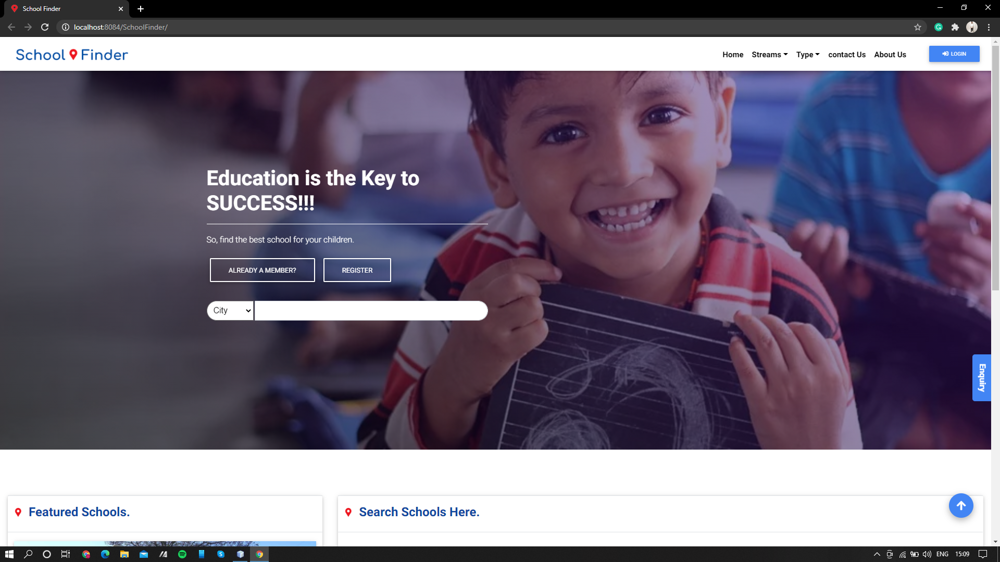 School Finder
localhost:8084/SchoolFinder/
School Finder
Home Streams Type contact Us About Us LOGIN
Education is the Key to
SUCCESS!!!
So, find the best school for your children.
ALREADY A MEMBER? REGISTER
City
Enquiry
Featured Schools.
Search Schools Here.
ENG 15:09